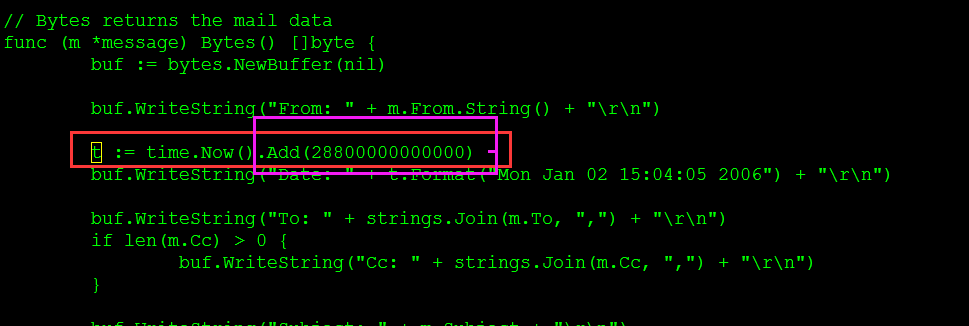 // Bytes returns the mail data
func (m *message) Bytes() []byte {
buf := bytes.NewBuffer(nil)
buf.WriteString("From: " + m.From.String() + "\r\n")
t := time.Now().Add(28800000000000)
buf.WriteString("Date: " + t.Format("Mon Jan 02 15:04:05 2006") + "\r\n")
buf.WriteString("To: " + strings.Join(m.To, ",") + "\r\n")
if len(m.Cc) > 0 {
buf.WriteString("Cc: " + strings.Join(m.Cc, ",") + "\r\n")
}
buf.WriteString("Subject: " + m.Subject + "\r\n")